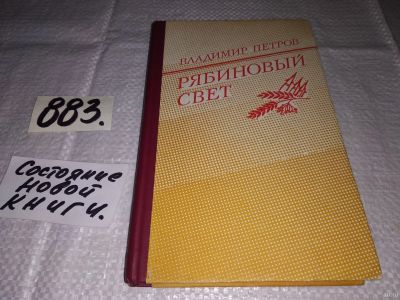 883.
Состояние
новой
книги.
ВЛАДИМИР ПЕТРОВ
РЯБИНОВЫЙ
СВЕТ